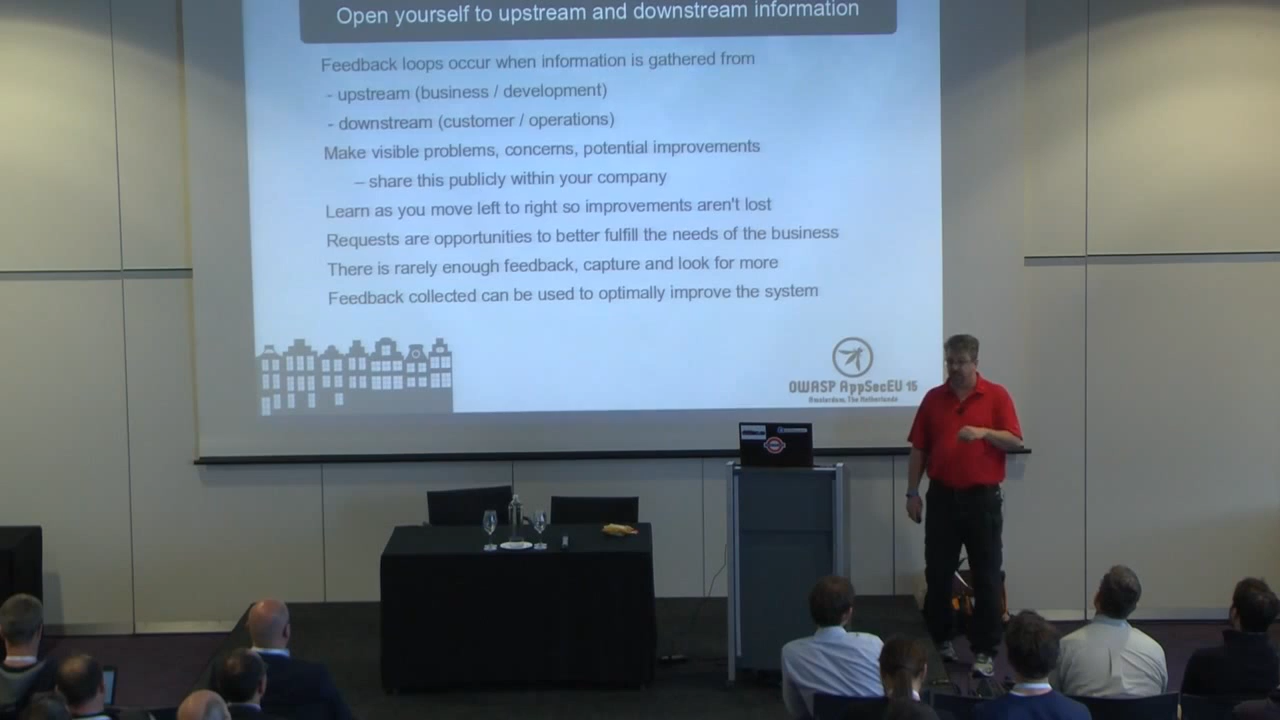 Open yourself to upstream and downstream information
Feedback loops occur when information is gathered from
- upstream (business / development)
- downstream (customer / operations)
Make visible problems, concerns, potential improvements
– share this publicly within your company
Learn as you move left to right so improvements aren't lost
Requests are opportunities to better fulfill the needs of the business
There is rarely enough feedback, capture and look for more
Feedback collected can be used to optimally improve the system
OWASP AppSecEU 15
Amsterdam, The Netherlands